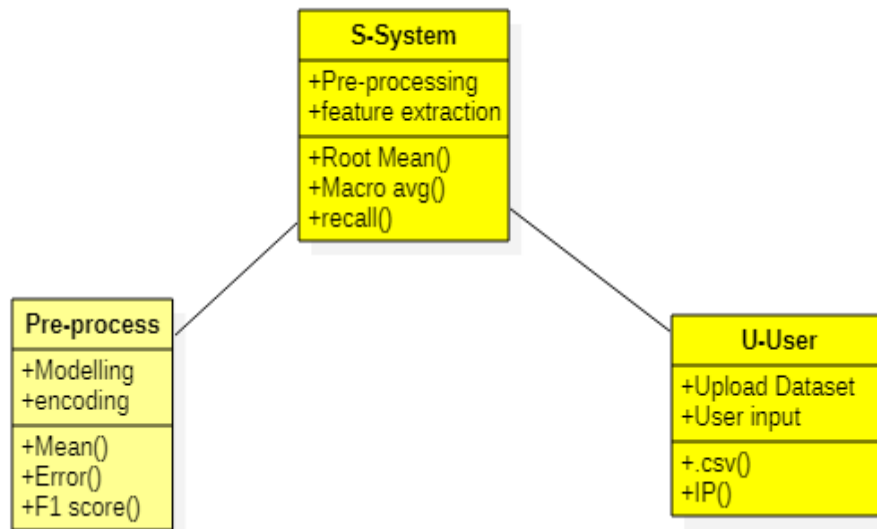 S-System
+Pre-processing
+feature extraction
+Root Mean()
+Macro avg()
+recall()
Pre-process
+Modelling
+encoding
+Mean()
+Error()
+F1 score()
U-User
+Upload Dataset
+User input
+.csv()
+IP()